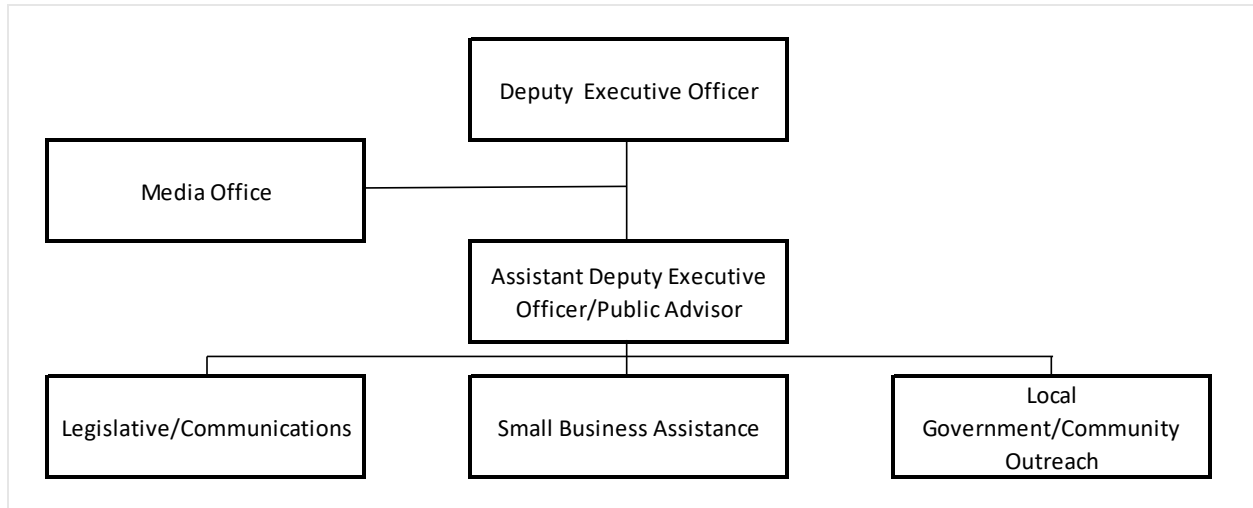 Deputy Executive Officer
Media Office
Assistant Deputy Executive
Officer/Public Advisor
Legislative/Communications
Small Business Assistance
Local
Government/Community
Outreach